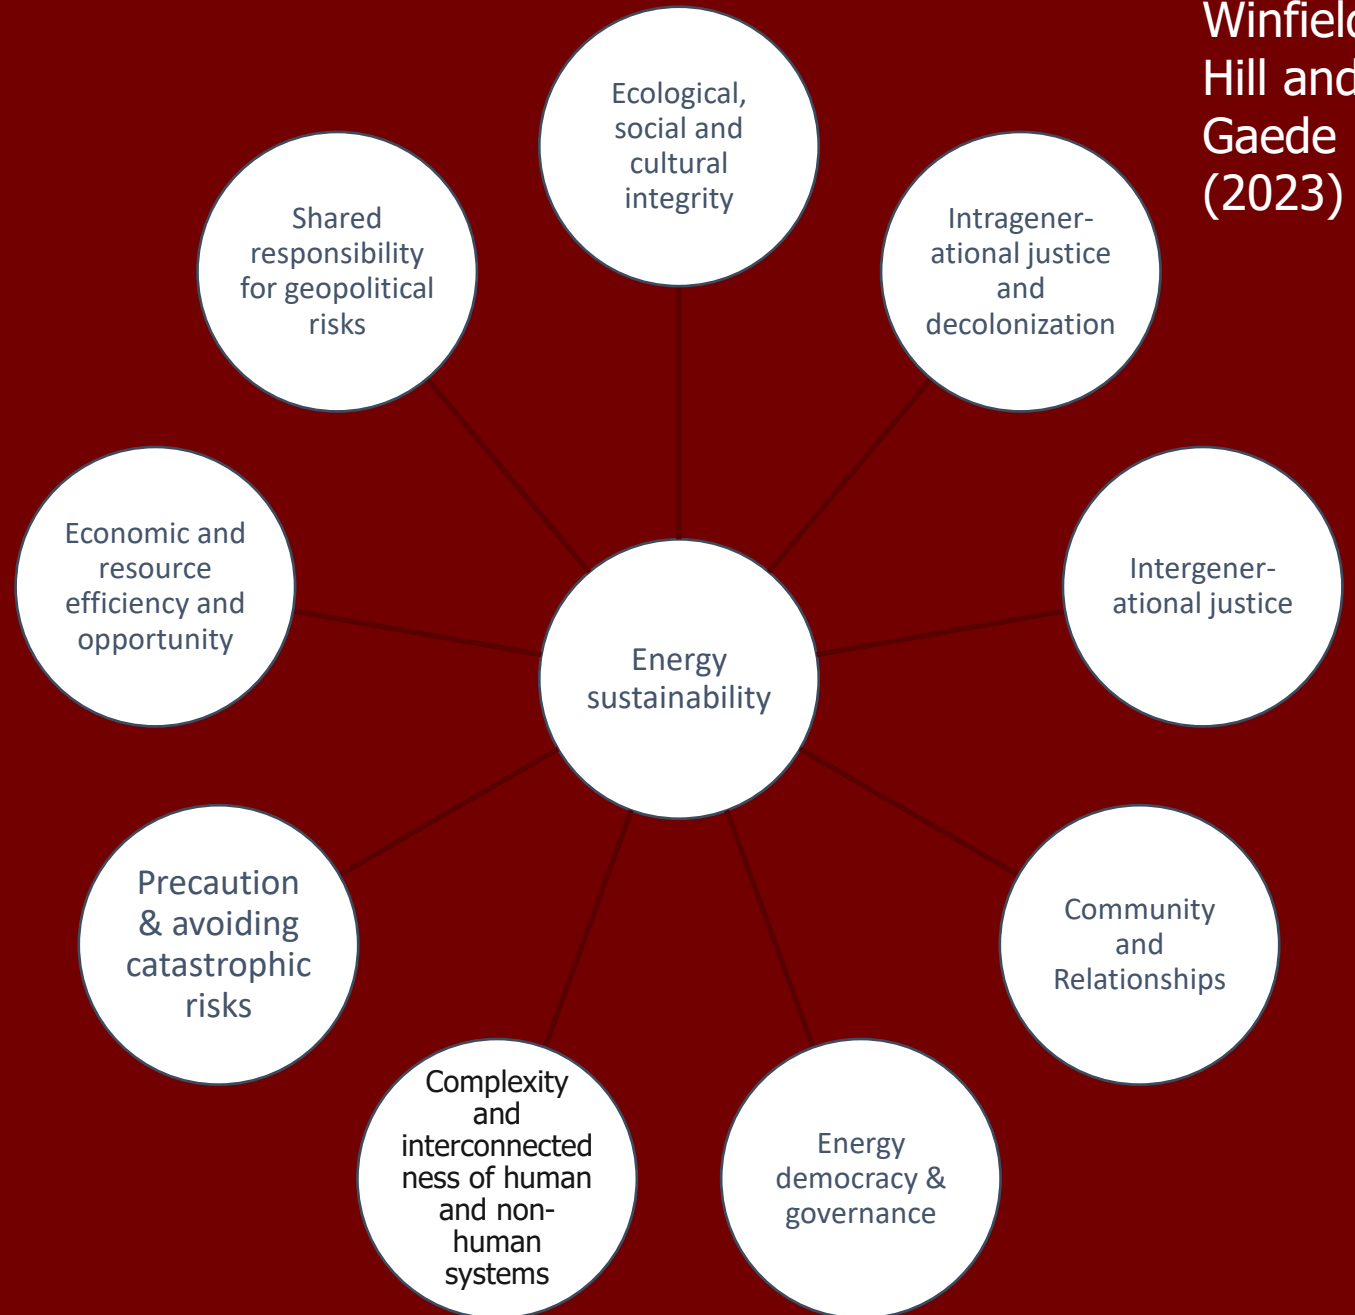 Winfield
Hill and
Gaede
(2023)
Ecological,
social and
cultural
integrity
Intragener-
ational justice
and
decolonization
Intergener-
ational justice
Community
and
Relationships
Energy
democracy &
governance
Complexity
and
interconnected
ness of human
and non-
human
systems
Precaution
& avoiding
catastrophic
risks
Economic and
resource
efficiency and
opportunity
Shared
responsibility
for geopolitical
risks
Energy
sustainability